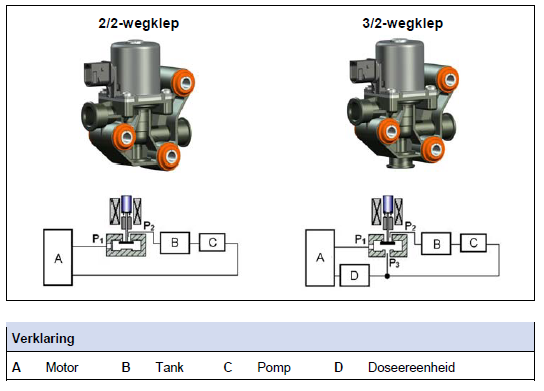 2/2-wegklep 3/2-wegklep
P1 P2 A B C
P1 P2 P3 A B C D
Verklaring
A Motor B Tank C Pomp D Doseereenheid